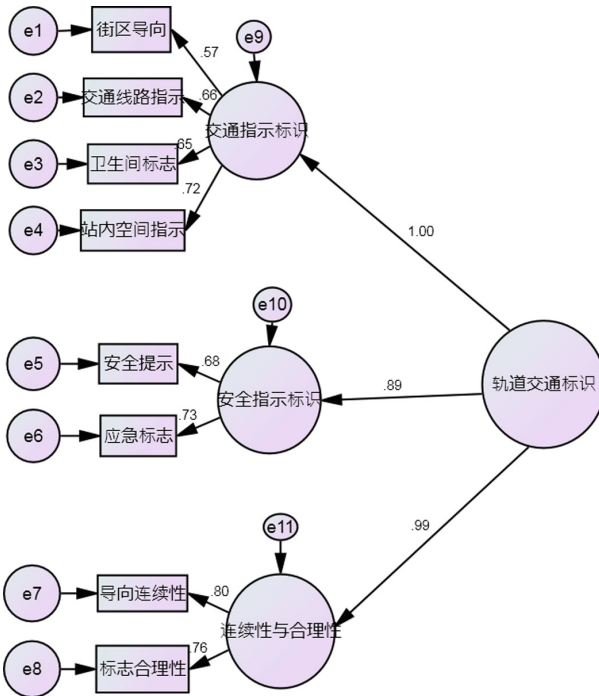 e1
街区导向
.57
e9
e2
交通线路指示
.66
交通指示标识
e3
卫生间标志
.65
e4
站内空间指示
.72
1.00
e10
e5
安全提示
.68
安全指示标识
.89
轨道交通标识
e6
应急标志
.73
.99
e11
e7
导向连续性
.80
连续性与合理性
e8
标志合理性
.76